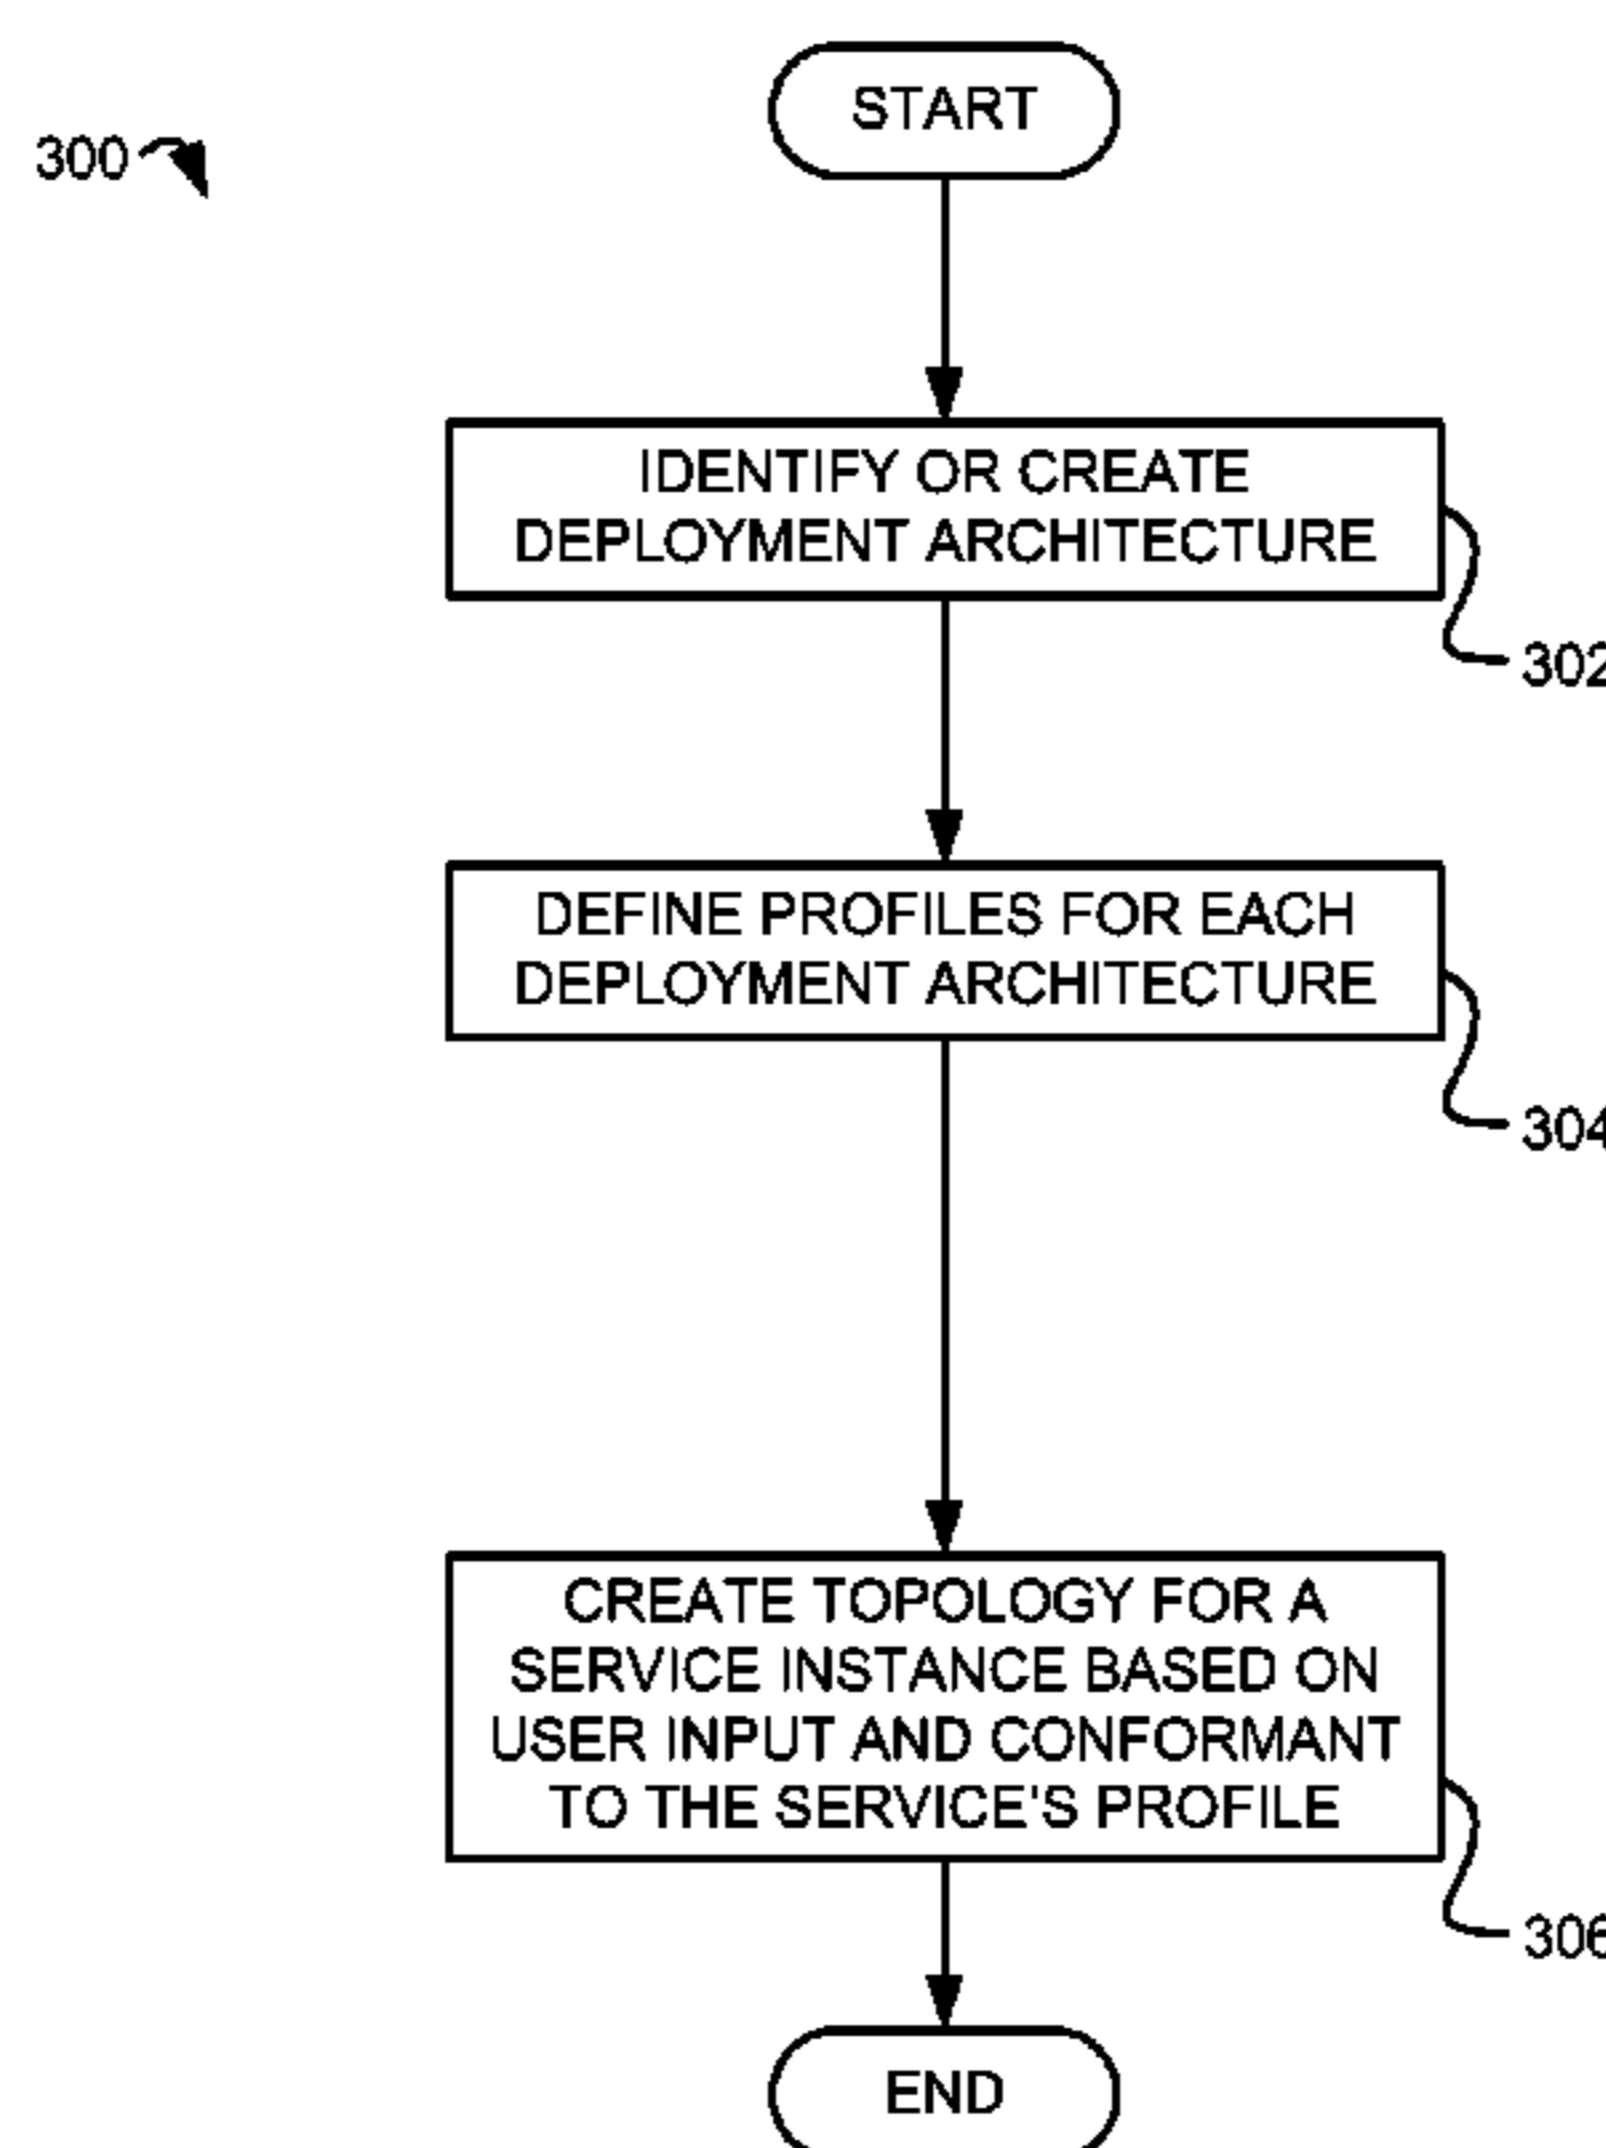 START
300
IDENTIFY OR CREATE
DEPLOYMENT ARCHITECTURE
302
DEFINE PROFILES FOR EACH
DEPLOYMENT ARCHITECTURE
304
CREATE TOPOLOGY FOR A
SERVICE INSTANCE BASED ON
USER INPUT AND CONFORMANT
TO THE SERVICE'S PROFILE
306
END